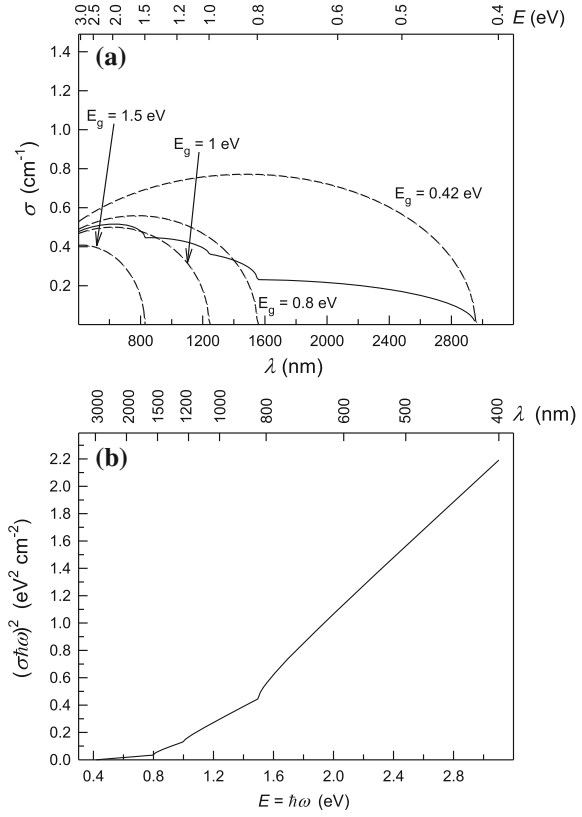 3.0 2.5 2.0 1.5 1.2 1.0 0.8 0.6 0.5 0.4 E (eV)
(a)
1.4
1.2
1.0
0.8
0.6
0.4
0.2
σ (cm⁻¹)
E_g = 1.5 eV
E_g = 1 eV
E_g = 0.42 eV
E_g = 0.8 eV
800 1200 1600 2000 2400 2800
λ (nm)
3000 2000 1500 1200 1000 800 600 500 400 λ (nm)
(b)
2.2
2.0
1.8
1.6
1.4
1.2
1.0
0.8
0.6
0.4
0.2
0.0
(σħω)² (eV² cm⁻²)
0.4 0.8 1.2 1.6 2.0 2.4 2.8
E = ħω (eV)